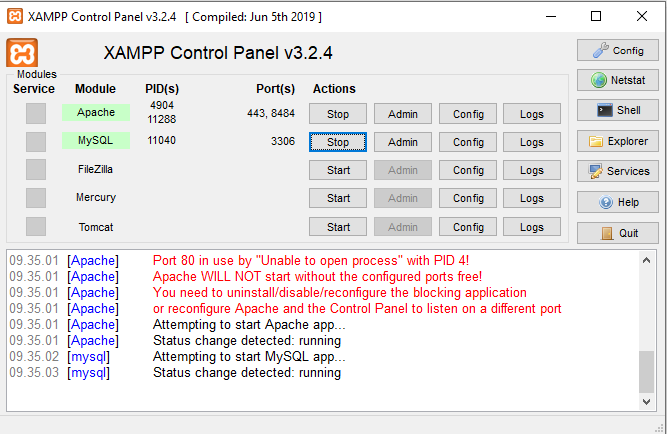 XAMPP Control Panel v3.2.4 [ Compiled: Jun 5th 2019 ]
XAMPP Control Panel v3.2.4
Config
Modules
Service Module PID(s) Port(s) Actions
Netstat
Apache 4904 11288 443, 8484 Stop Admin Config Logs
Shell
MySQL 11040 3306 Stop Admin Config Logs
Explorer
FileZilla Start Admin Config Logs
Services
Mercury Start Admin Config Logs
Help
Tomcat Start Admin Config Logs
Quit
09.35.01 [Apache] Port 80 in use by "Unable to open process" with PID 4!
09.35.01 [Apache] Apache WILL NOT start without the configured ports free!
09.35.01 [Apache] You need to uninstall/disable/reconfigure the blocking application
09.35.01 [Apache] or reconfigure Apache and the Control Panel to listen on a different port
09.35.01 [Apache] Attempting to start Apache app...
09.35.01 [Apache] Status change detected: running
09.35.02 [mysql] Attempting to start MySQL app...
09.35.03 [mysql] Status change detected: running